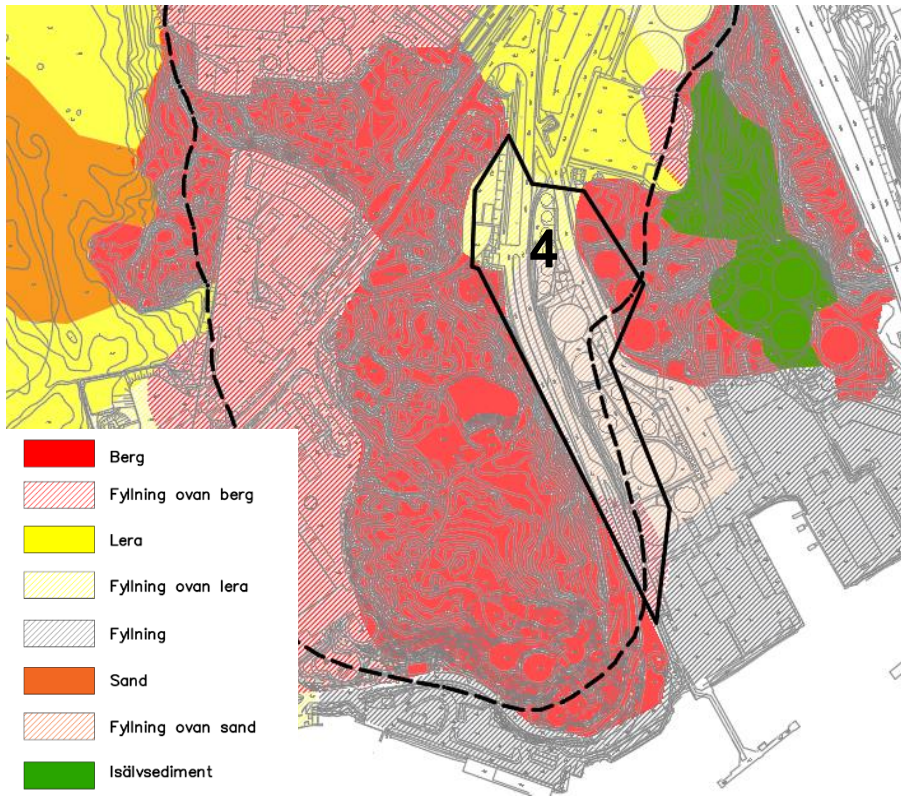 4
Berg
Fyllning ovan berg
Lera
Fyllning ovan lera
Fyllning
Sand
Fyllning ovan sand
Isälvsediment